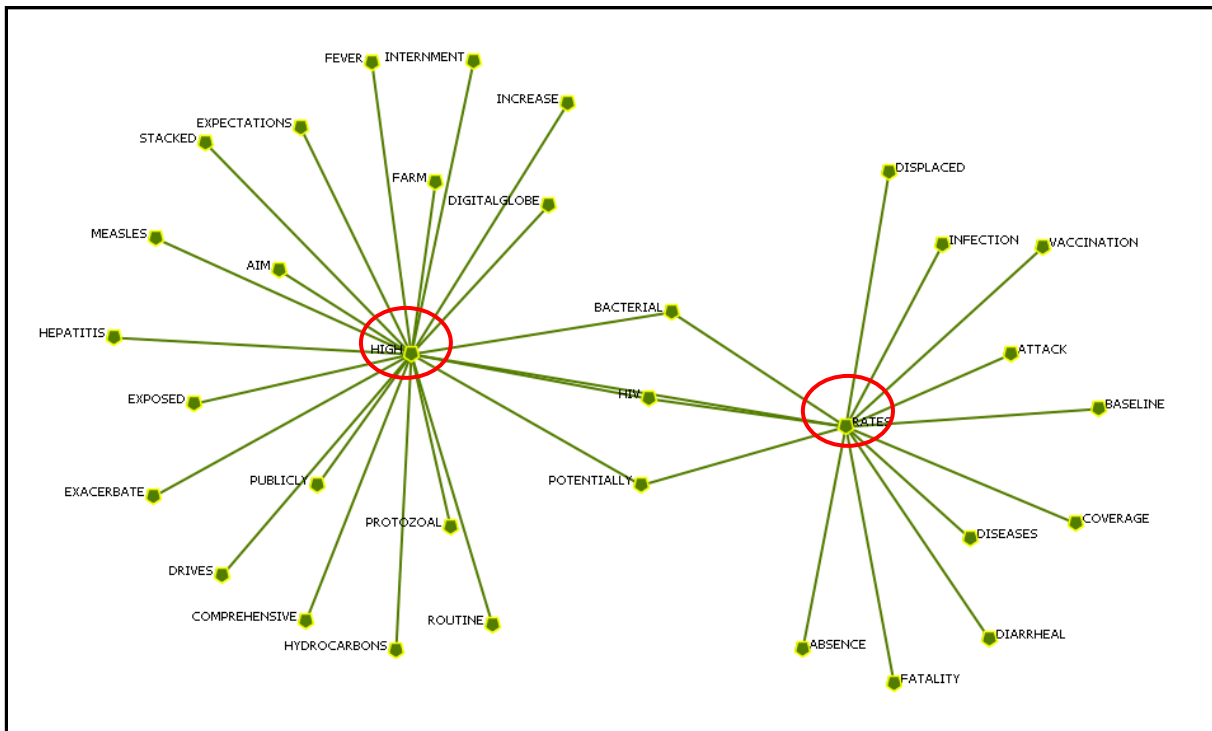 FEVER
INTERNMENT
INCREASE
EXPECTATIONS
STACKED
DISPLACED
FARM
DIGITALGLOBE
MEASLES
INFECTION
VACCINATION
AIM
BACTERIAL
HEPATITIS
HIGH
ATTACK
EXPOSED
HIV
BASELINE
RATES
PUBLICLY
POTENTIALLY
EXACERBATE
PROTOZOAL
COVERAGE
DISEASES
DRIVES
COMPREHENSIVE
ROUTINE
HYDROCARBONS
ABSENCE
DIARRHEAL
FATALITY